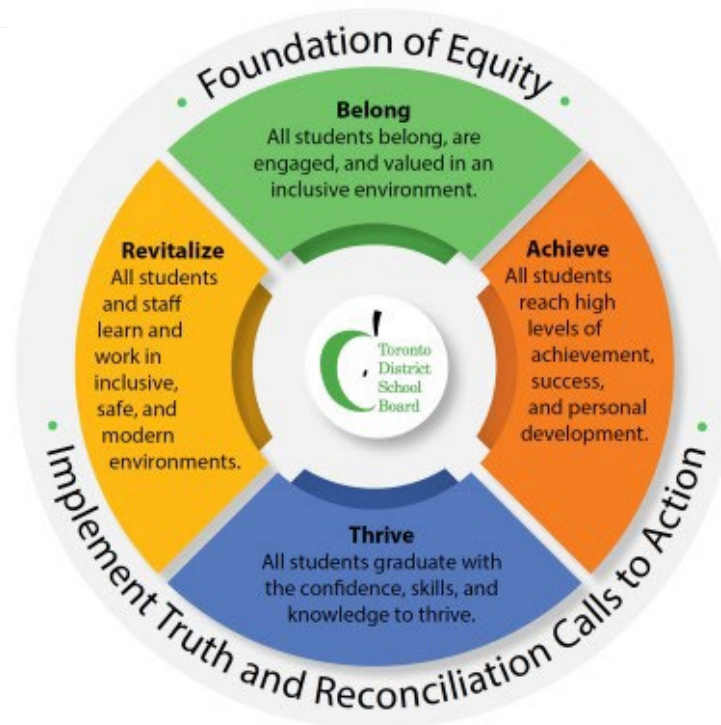 Foundation of Equity
Belong
All students belong, are
engaged, and valued in an
inclusive environment.
Revitalize
All students
and staff
learn and
work in
inclusive,
safe, and
modern
environments.
Toronto
District
School
Board
Achieve
All students
reach high
levels of
achievement,
success,
and personal
development.
Thrive
All students graduate with
the confidence, skills, and
knowledge to thrive.
Implement Truth and Reconciliation Calls to Action